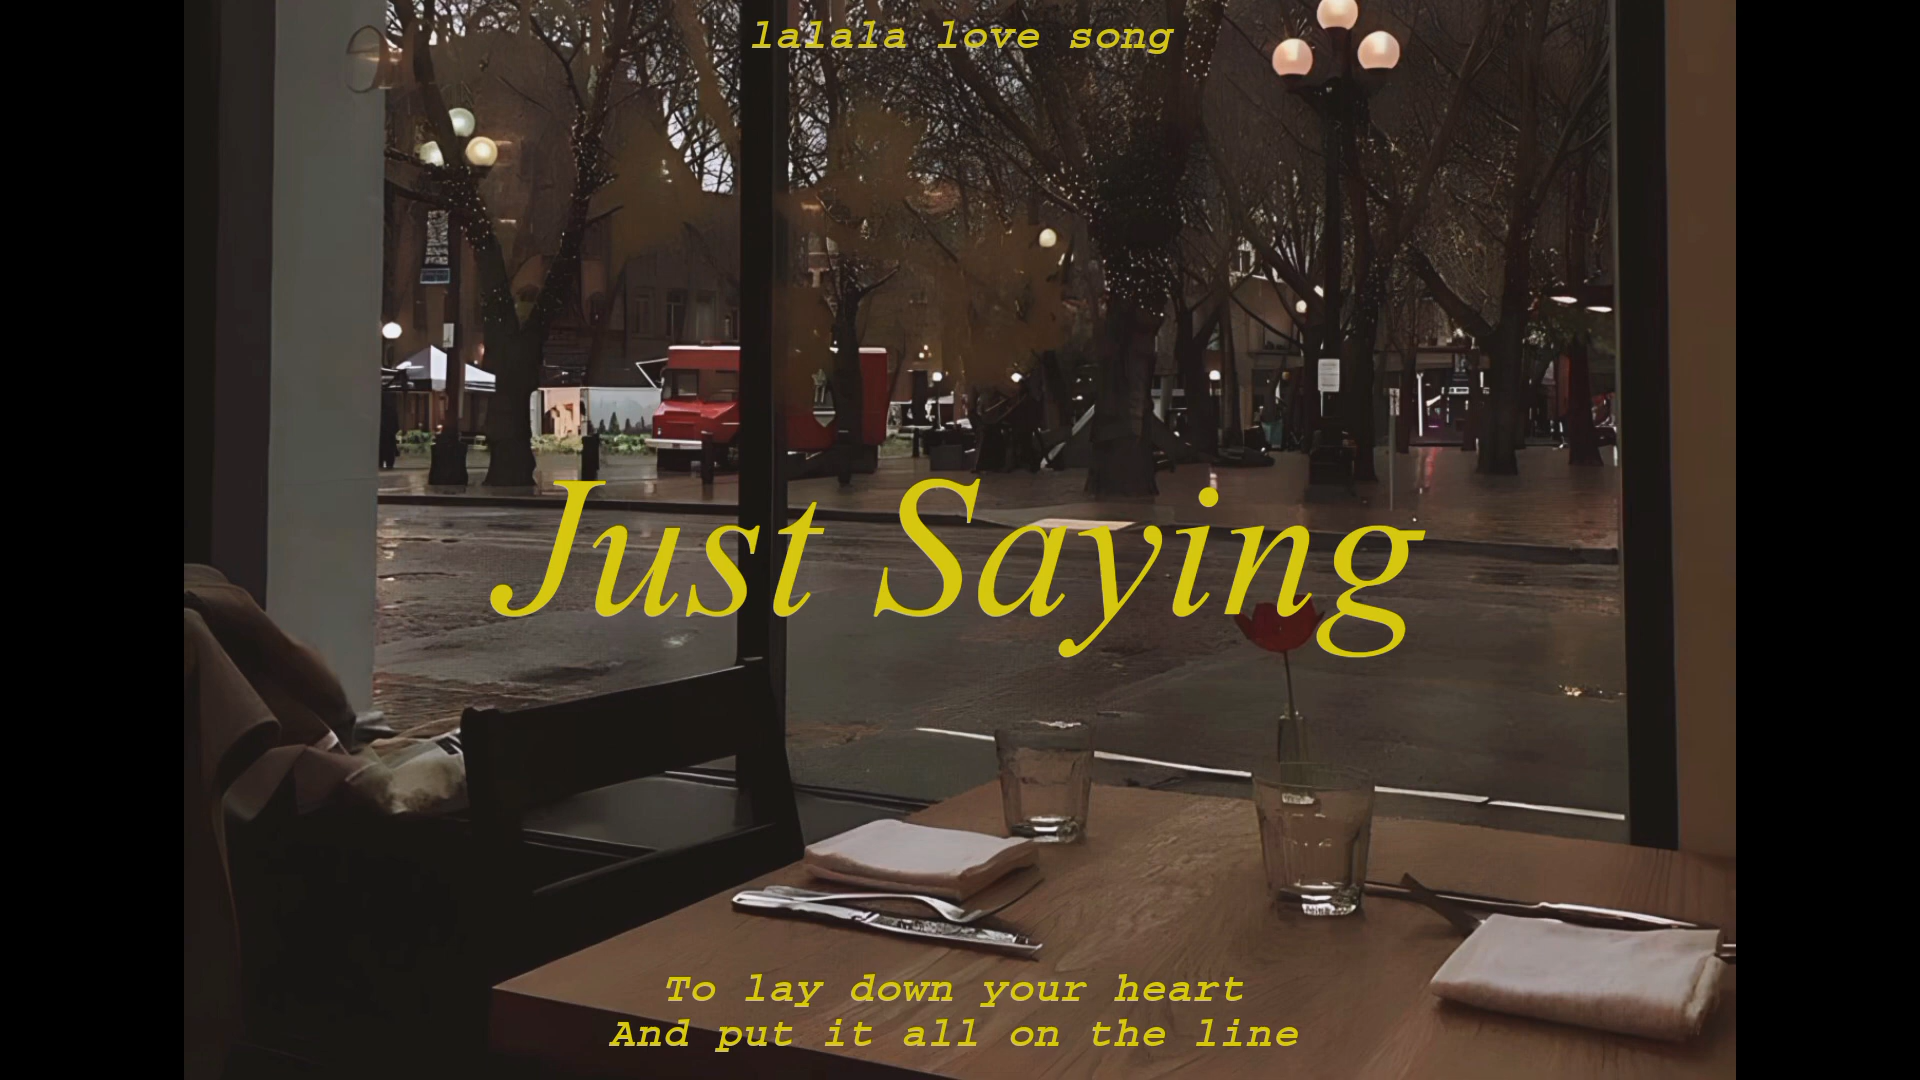 lalala love song
Just Saying
To lay down your heart
And put it all on the line